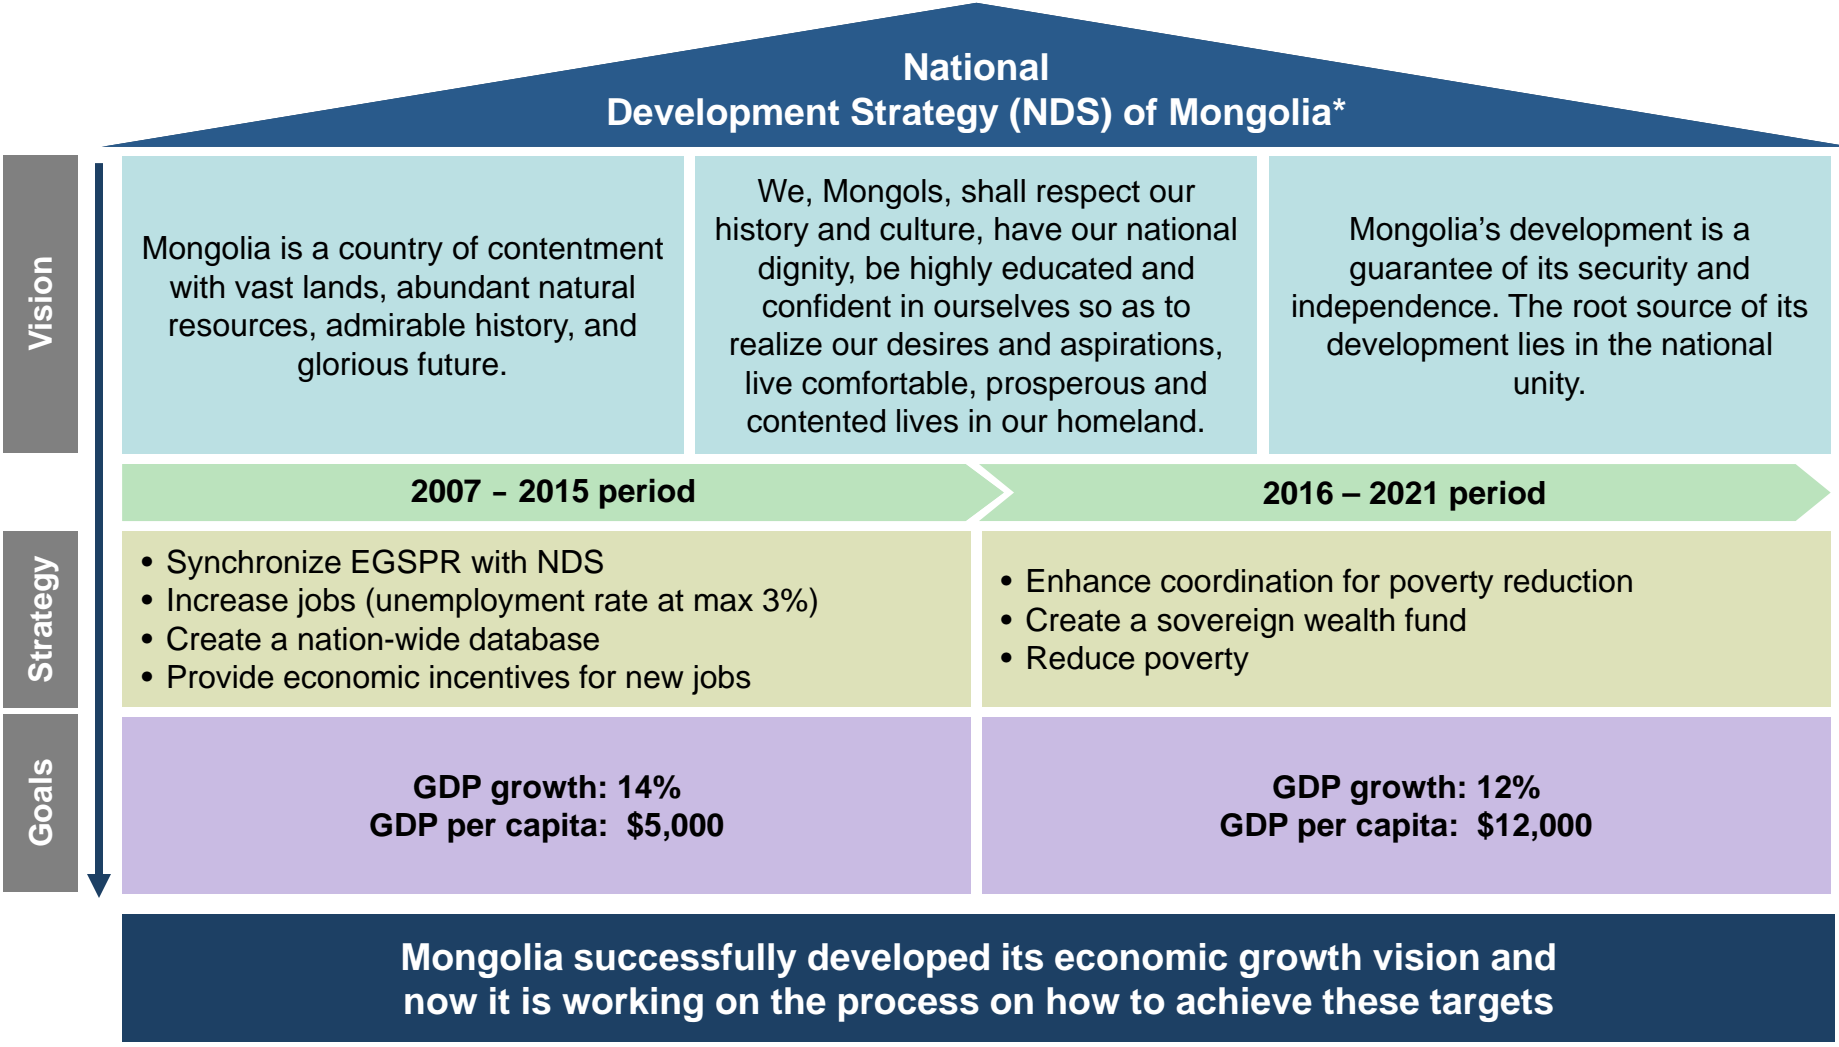 National
Development Strategy (NDS) of Mongolia*
Vision
Mongolia is a country of contentment
with vast lands, abundant natural
resources, admirable history, and
glorious future.
We, Mongols, shall respect our
history and culture, have our national
dignity, be highly educated and
confident in ourselves so as to
realize our desires and aspirations,
live comfortable, prosperous and
contented lives in our homeland.
Mongolia’s development is a
guarantee of its security and
independence. The root source of its
development lies in the national
unity.
2007 – 2015 period
2016 – 2021 period
Strategy
• Synchronize EGSPR with NDS
• Increase jobs (unemployment rate at max 3%)
• Create a nation-wide database
• Provide economic incentives for new jobs
• Enhance coordination for poverty reduction
• Create a sovereign wealth fund
• Reduce poverty
Goals
GDP growth: 14%
GDP per capita:  $5,000
GDP growth: 12%
GDP per capita:  $12,000
Mongolia successfully developed its economic growth vision and
now it is working on the process on how to achieve these targets